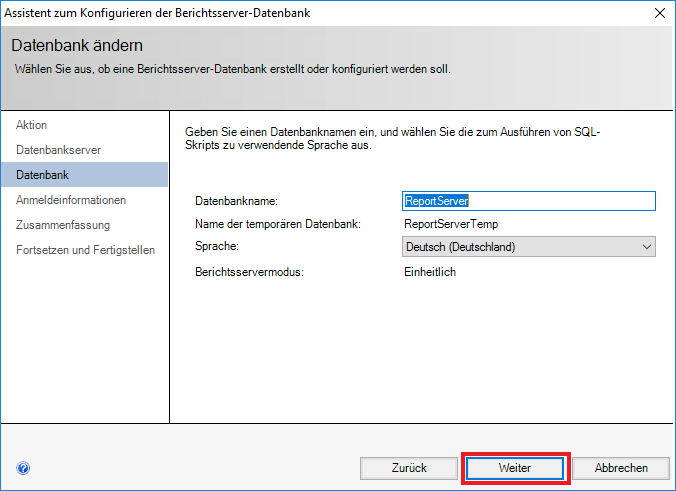 Assistent zum Konfigurieren der Berichtsserver-Datenbank
Datenbank ändern
Wählen Sie aus, ob eine Berichtsserver-Datenbank erstellt oder konfiguriert werden soll.
Aktion
Datenbankserver
Datenbank
Anmeldeinformationen
Zusammenfassung
Fortsetzen und Fertigstellen
Geben Sie einen Datenbanknamen ein, und wählen Sie die zum Ausführen von SQL-
Skripts zu verwendende Sprache aus.
Datenbankname: ReportServer
Name der temporären Datenbank: ReportServerTemp
Sprache: Deutsch (Deutschland)
Berichtsservermodus: Einheitlich
? Zurück Weiter Abbrechen